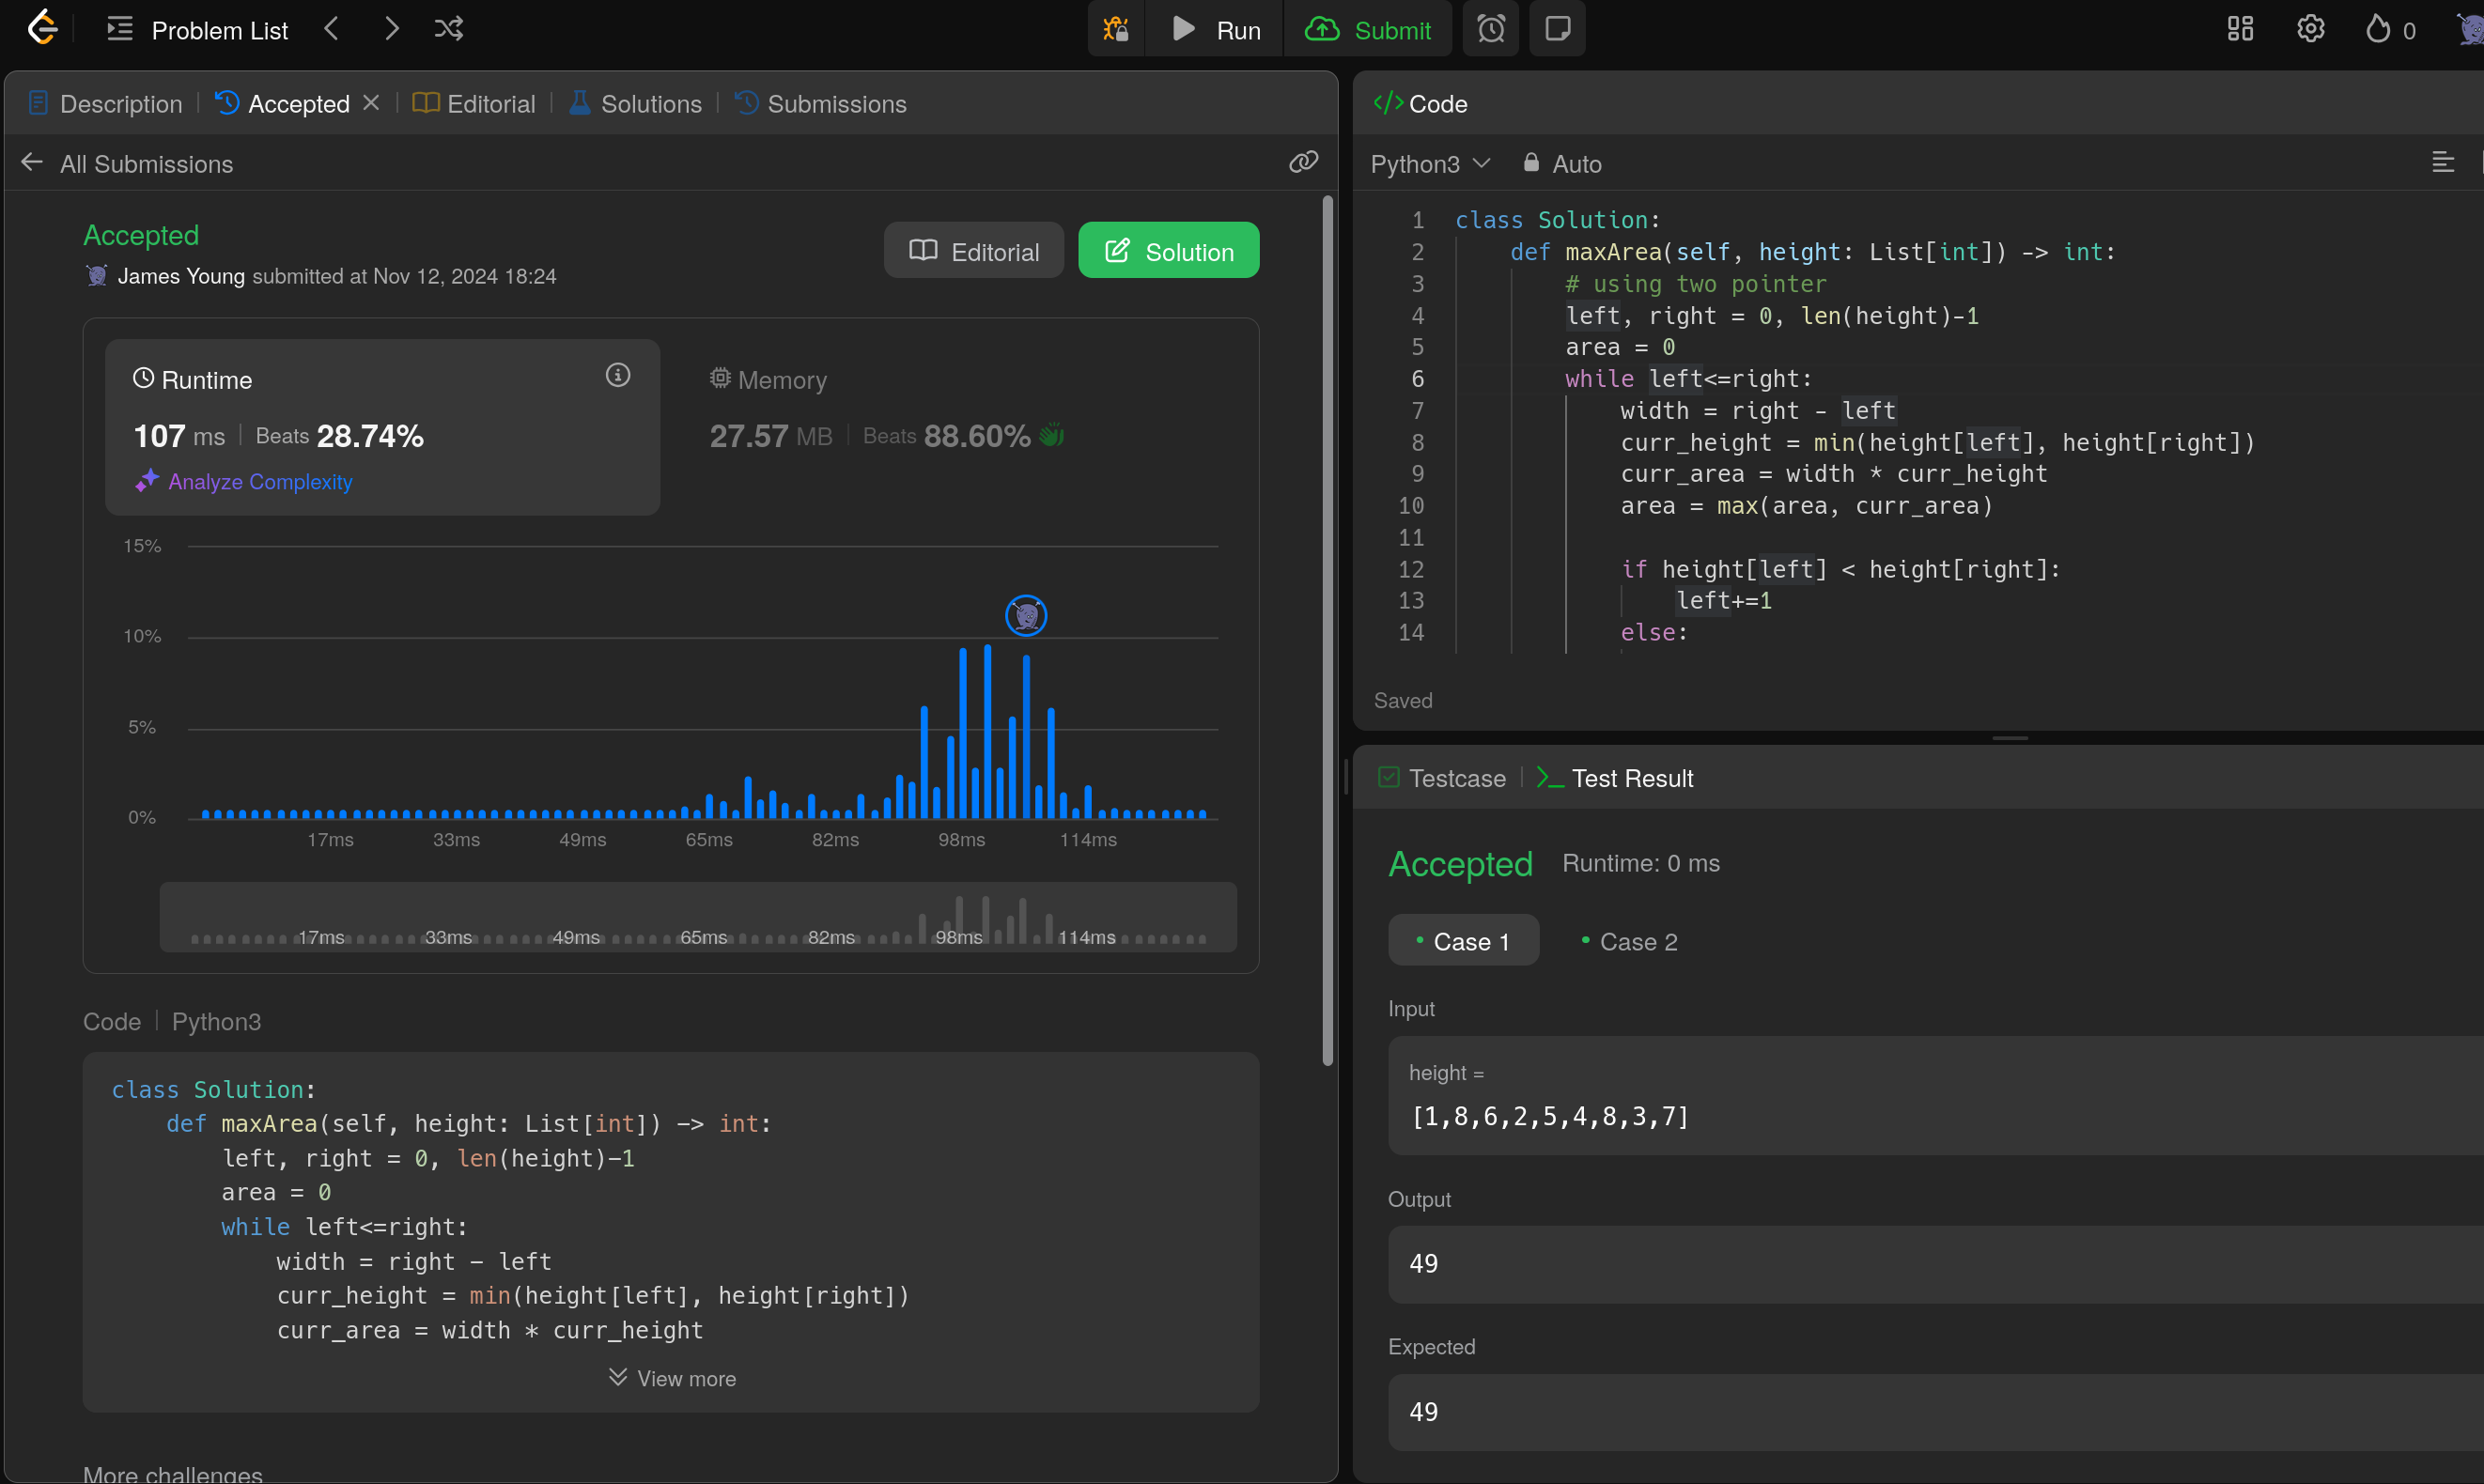 Problem List
Run
Submit
0
Description
Accepted
Editorial
Solutions
Submissions
All Submissions
Accepted
James Young submitted at Nov 12, 2024 18:24
Editorial
Solution
Runtime
107 ms | Beats 28.74%
Analyze Complexity
Memory
27.57 MB | Beats 88.60%
15%
10%
5%
0%
17ms 33ms 49ms 65ms 82ms 98ms 114ms
17ms 33ms 49ms 65ms 82ms 98ms 114ms
Code | Python3
class Solution:
    def maxArea(self, height: List[int]) -> int:
        left, right = 0, len(height)-1
        area = 0
        while left<=right:
            width = right - left
            curr_height = min(height[left], height[right])
            curr_area = width * curr_height
View more
More challenges
</> Code
Python3
Auto
1 class Solution:
2     def maxArea(self, height: List[int]) -> int:
3         # using two pointer
4         left, right = 0, len(height)-1
5         area = 0
6         while left<=right:
7             width = right - left
8             curr_height = min(height[left], height[right])
9             curr_area = width * curr_height
10             area = max(area, curr_area)
11
12             if height[left] < height[right]:
13                 left+=1
14             else:
Saved
Testcase
Test Result
Accepted
Runtime: 0 ms
Case 1
Case 2
Input
height =
[1,8,6,2,5,4,8,3,7]
Output
49
Expected
49